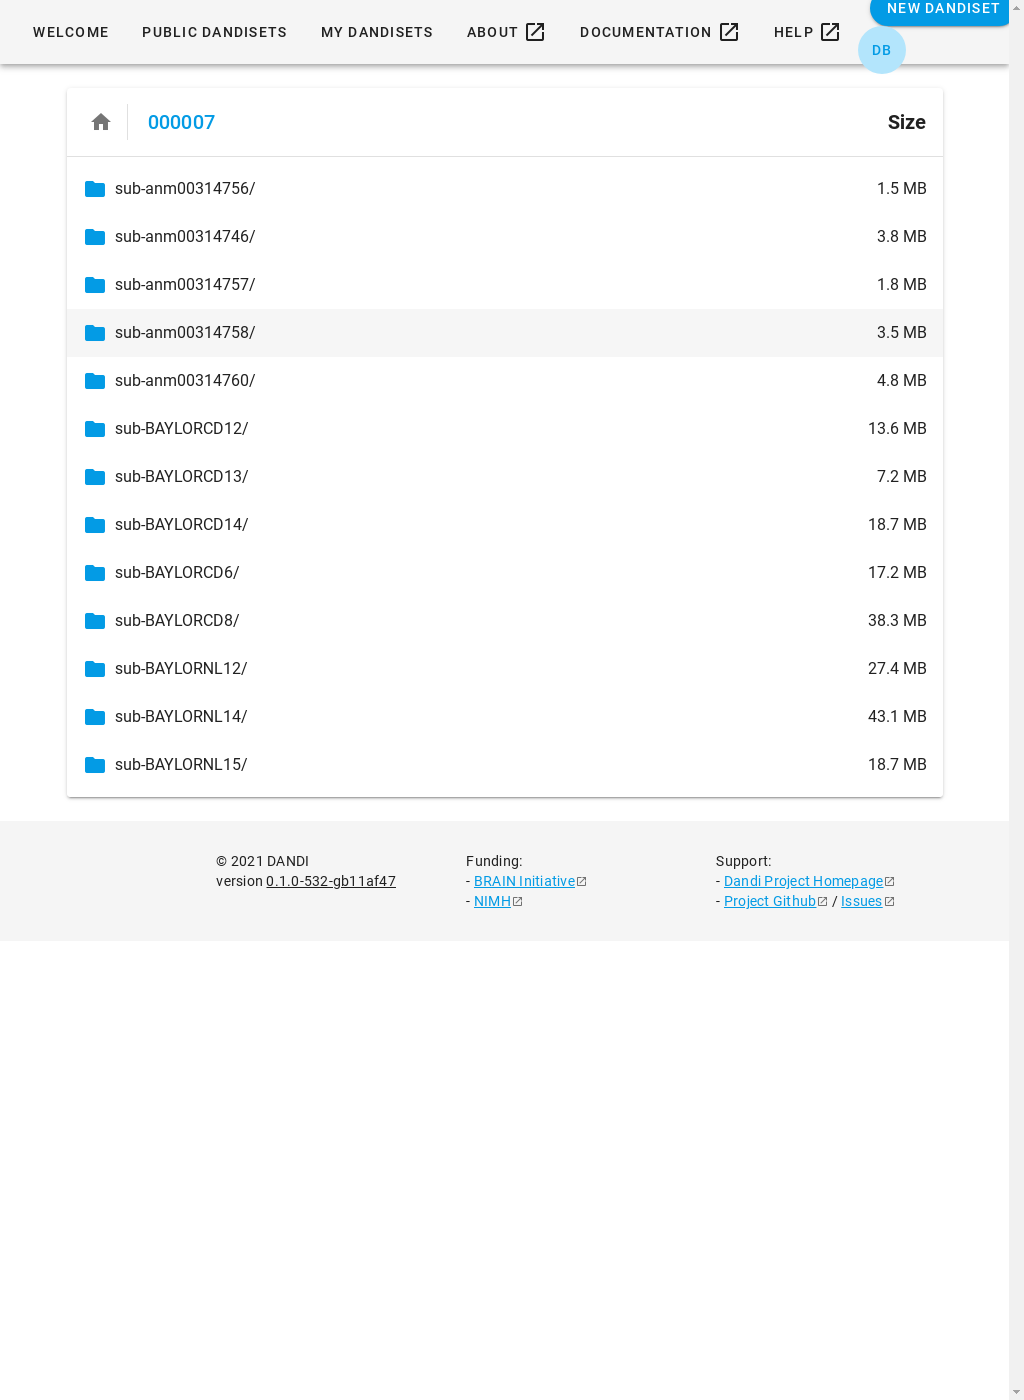 WELCOME PUBLIC DANDISETS MY DANDISETS ABOUT DOCUMENTATION HELP NEW DANDISET
DB
000007 Size
sub-anm00314756/ 1.5 MB
sub-anm00314746/ 3.8 MB
sub-anm00314757/ 1.8 MB
sub-anm00314758/ 3.5 MB
sub-anm00314760/ 4.8 MB
sub-BAYLORCD12/ 13.6 MB
sub-BAYLORCD13/ 7.2 MB
sub-BAYLORCD14/ 18.7 MB
sub-BAYLORCD6/ 17.2 MB
sub-BAYLORCD8/ 38.3 MB
sub-BAYLORNL12/ 27.4 MB
sub-BAYLORNL14/ 43.1 MB
sub-BAYLORNL15/ 18.7 MB
© 2021 DANDI
version 0.1.0-532-gb11af47
Funding:
- BRAIN Initiative
- NIMH
Support:
- Dandi Project Homepage
- Project Github / Issues